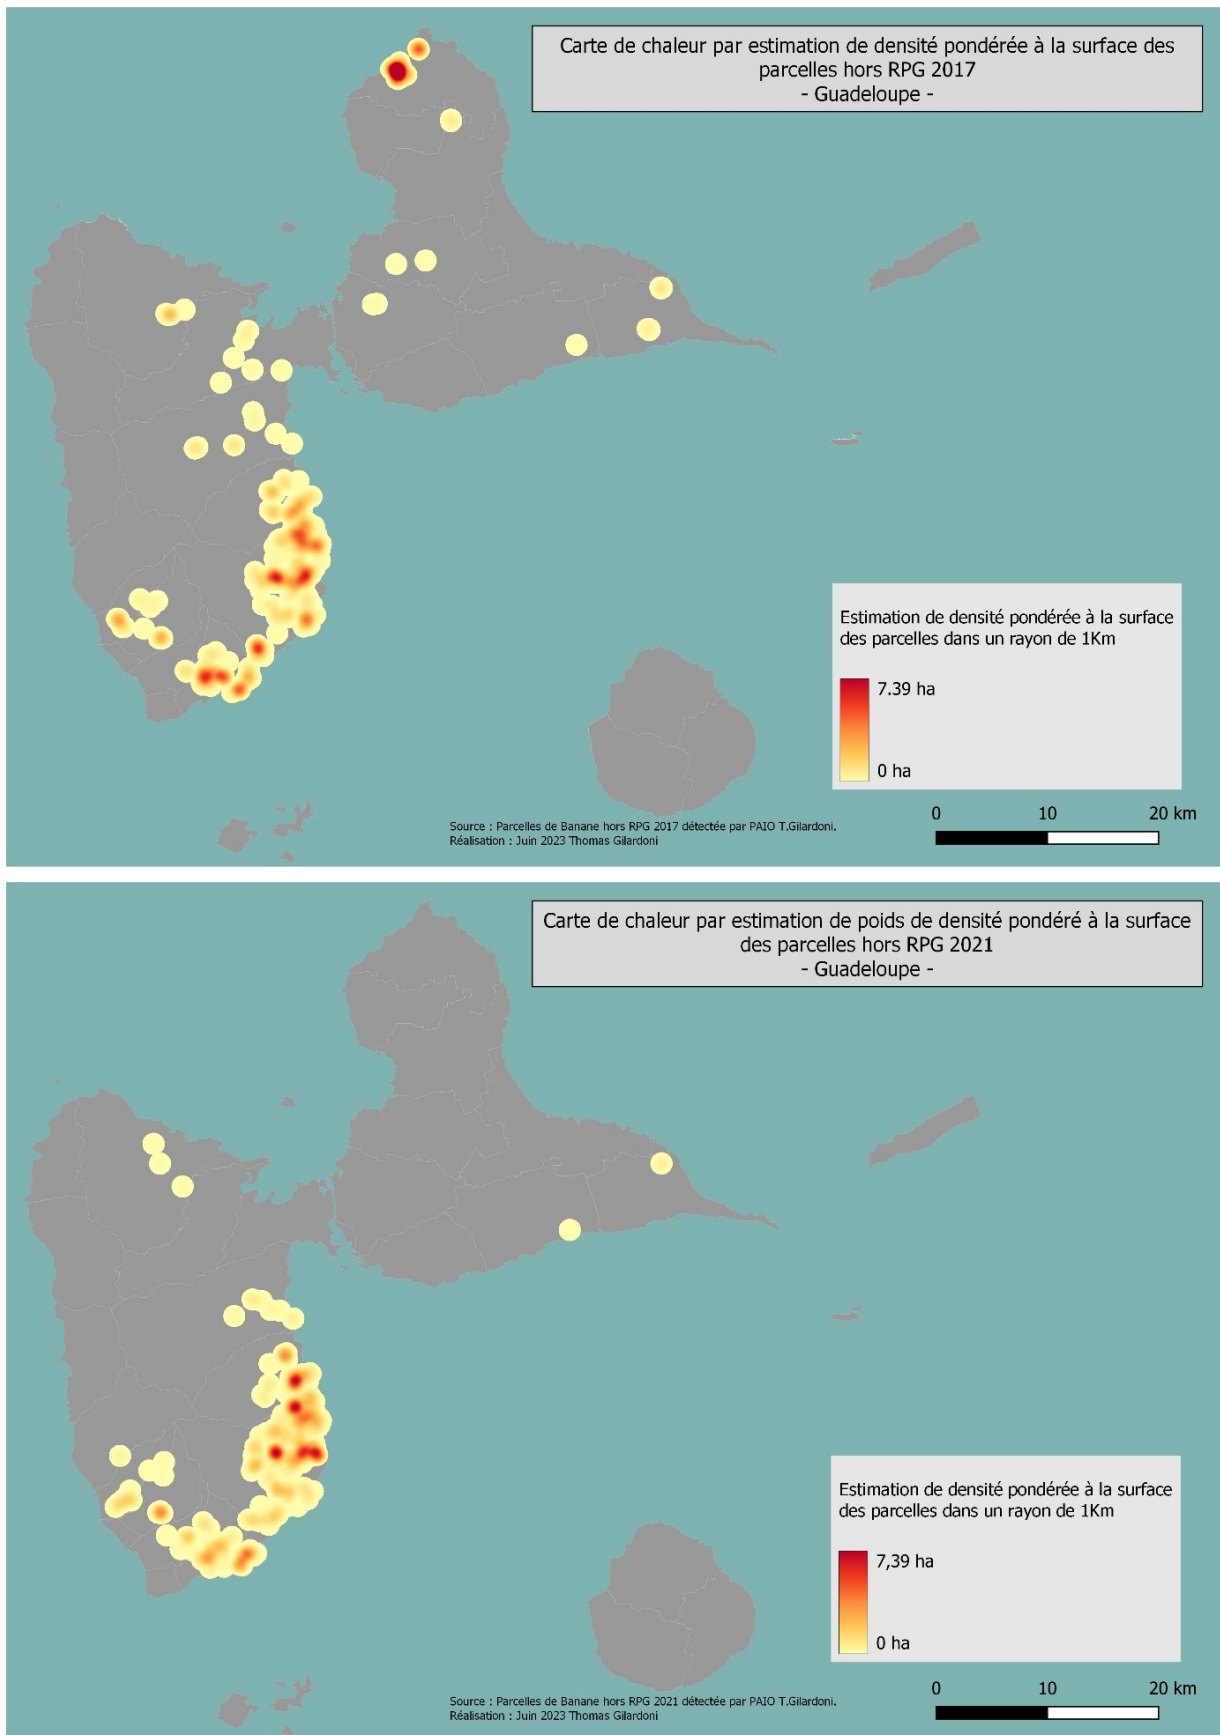 Carte de chaleur par estimation de densité pondérée à la surface des
parcelles hors RPG 2017
- Guadeloupe -
Estimation de densité pondérée à la surface
des parcelles dans un rayon de 1Km
7.39 ha
0 ha
0 10 20 km
Source : Parcelles de Banane hors RPG 2017 détectée par PAIO T.Gilardoni.
Réalisation : Juin 2023 Thomas Gilardoni
Carte de chaleur par estimation de poids de densité pondéré à la surface
des parcelles hors RPG 2021
- Guadeloupe -
Estimation de densité pondérée à la surface
des parcelles dans un rayon de 1Km
7,39 ha
0 ha
0 10 20 km
Source : Parcelles de Banane hors RPG 2021 détectée par PAIO T.Gilardoni.
Réalisation : Juin 2023 Thomas Gilardoni